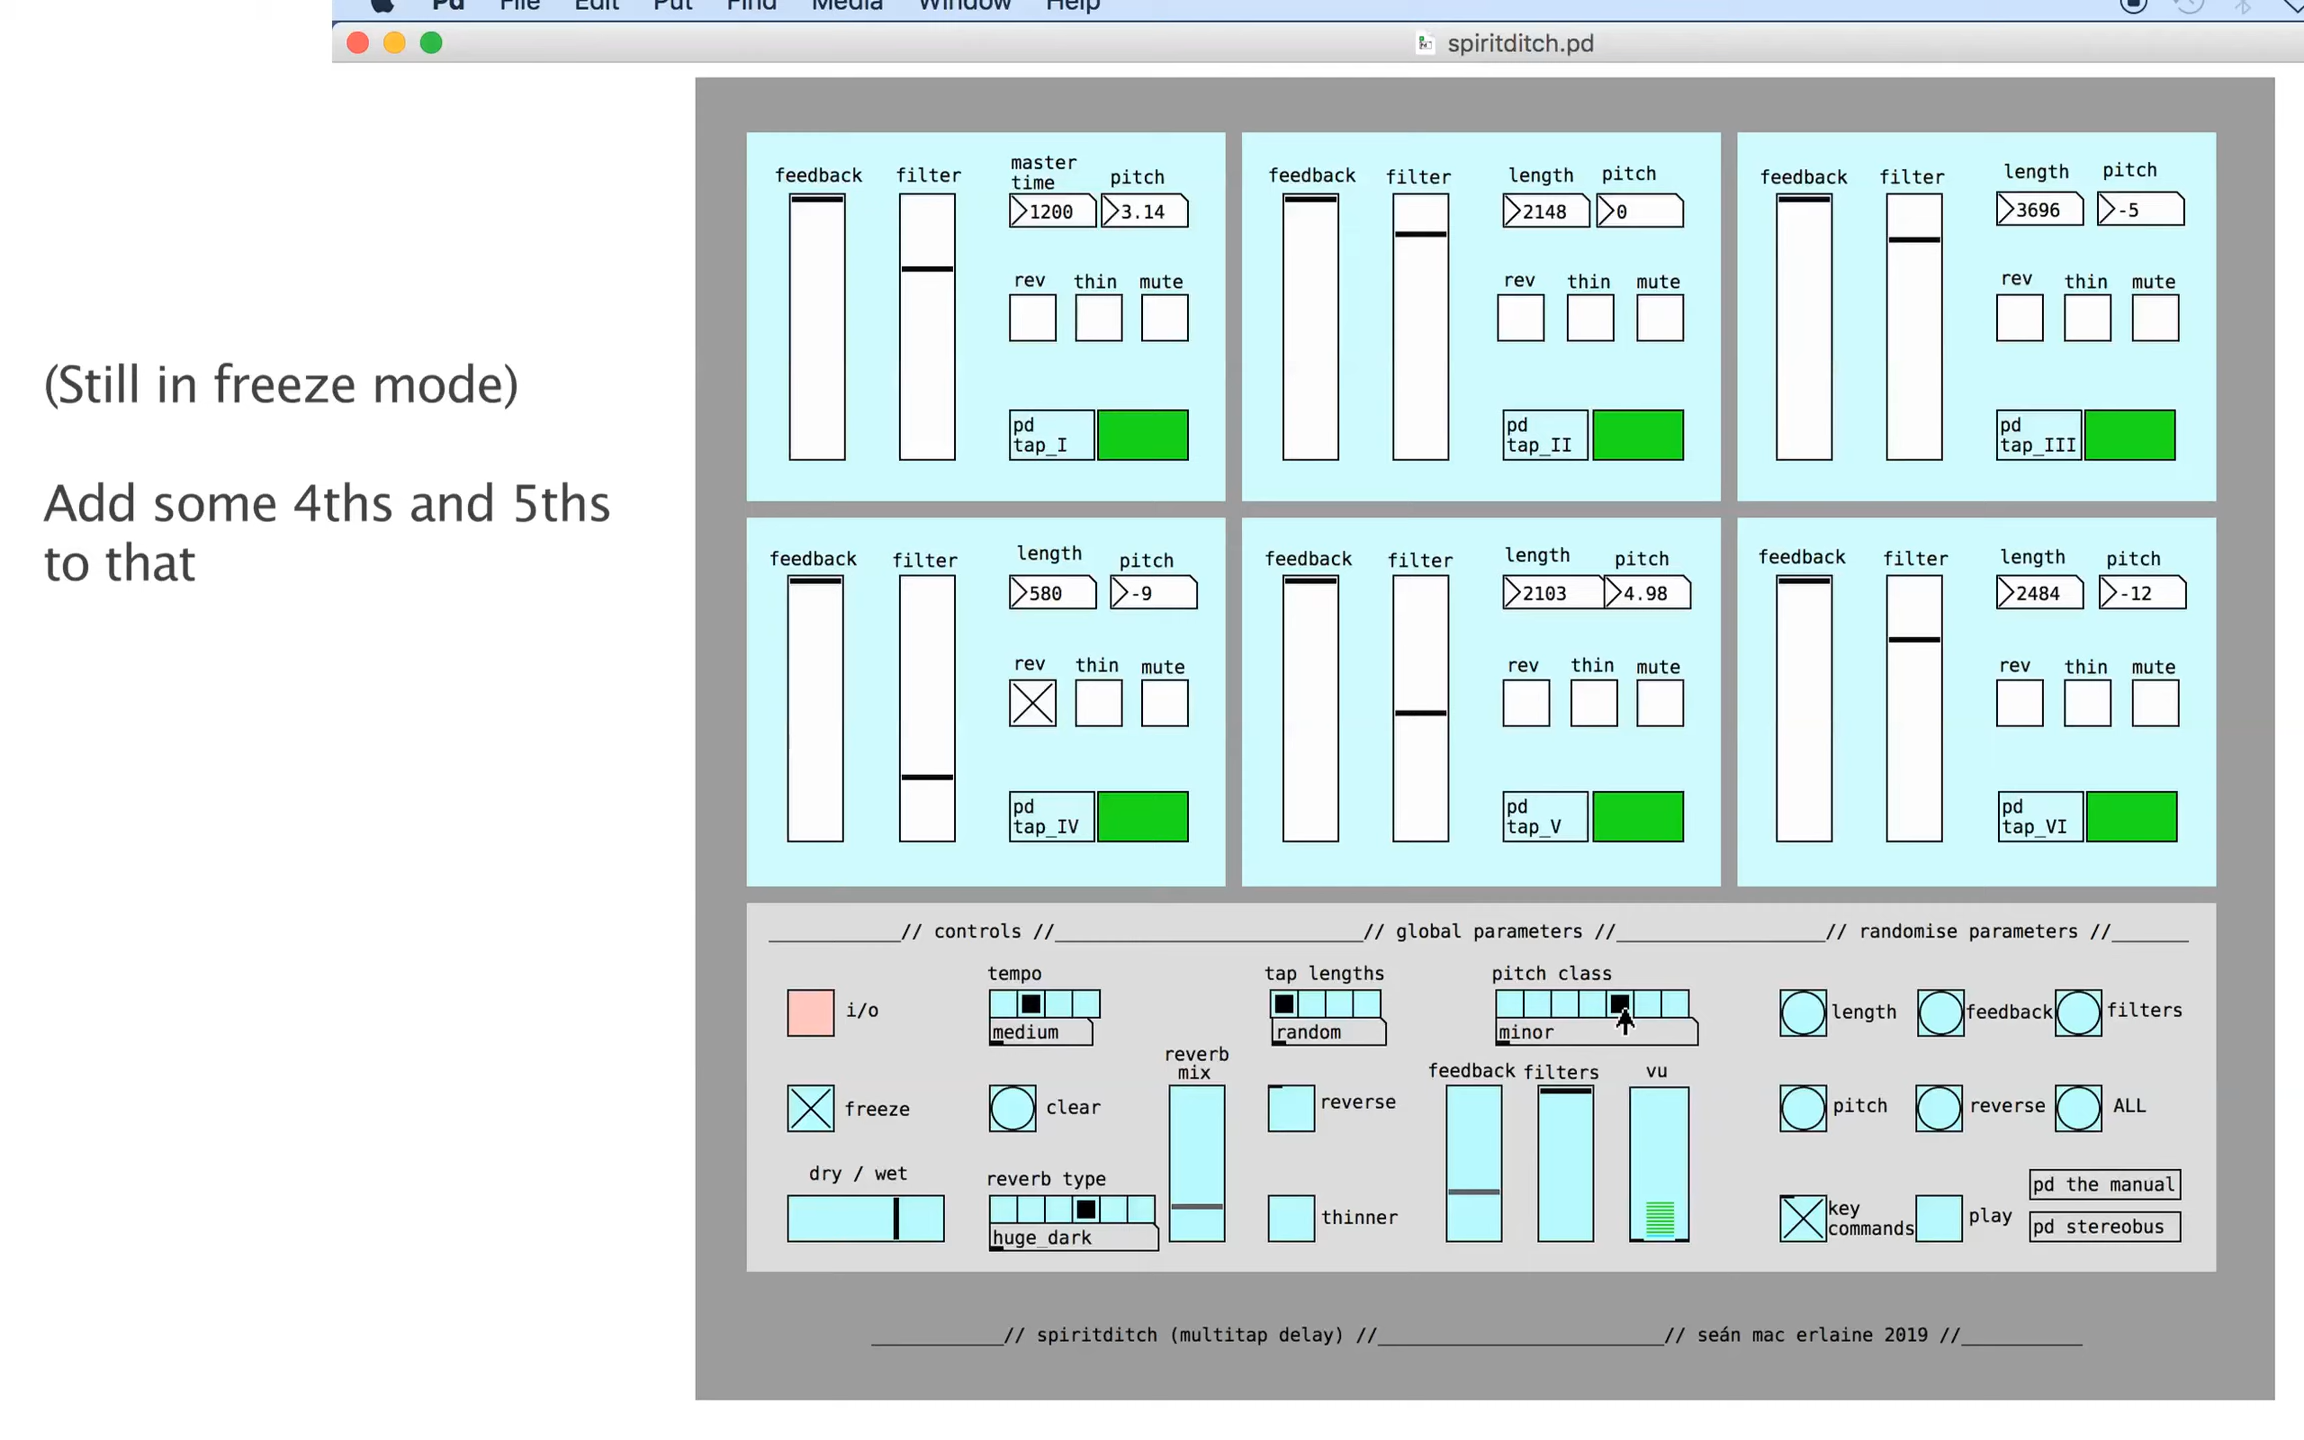 Pd File Edit Put Find Media Window Help
spiritditch.pd
(Still in freeze mode)
Add some 4ths and 5ths
to that
feedback filter master time pitch
1200 3.14
rev thin mute
pd tap_I
feedback filter length pitch
2148 0
rev thin mute
pd tap_II
feedback filter length pitch
3696 -5
rev thin mute
pd tap_III
feedback filter length pitch
580 -9
rev thin mute
pd tap_IV
feedback filter length pitch
2103 4.98
rev thin mute
pd tap_V
feedback filter length pitch
2484 -12
rev thin mute
pd tap_VI
// controls // // global parameters // // randomise parameters //
tempo tap lengths pitch class
i/o length feedback filters
medium random minor
reverb mix feedback filters vu
freeze clear reverse pitch reverse ALL
dry / wet reverb type pd the manual
thinner key commands play
huge_dark pd stereobus
// spiritditch (multitap delay) // // seán mac erlaine 2019 //